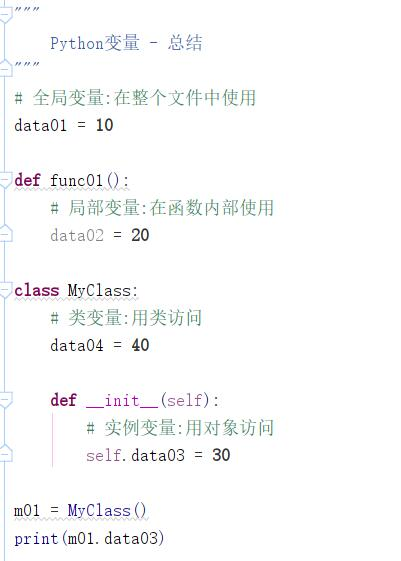 """
    Python变量 - 总结
"""
# 全局变量:在整个文件中使用
data01 = 10
def func01():
    # 局部变量:在函数内部使用
    data02 = 20
class MyClass:
    # 类变量:用类访问
    data04 = 40
    def __init__(self):
        # 实例变量:用对象访问
        self.data03 = 30
m01 = MyClass()
print(m01.data03)